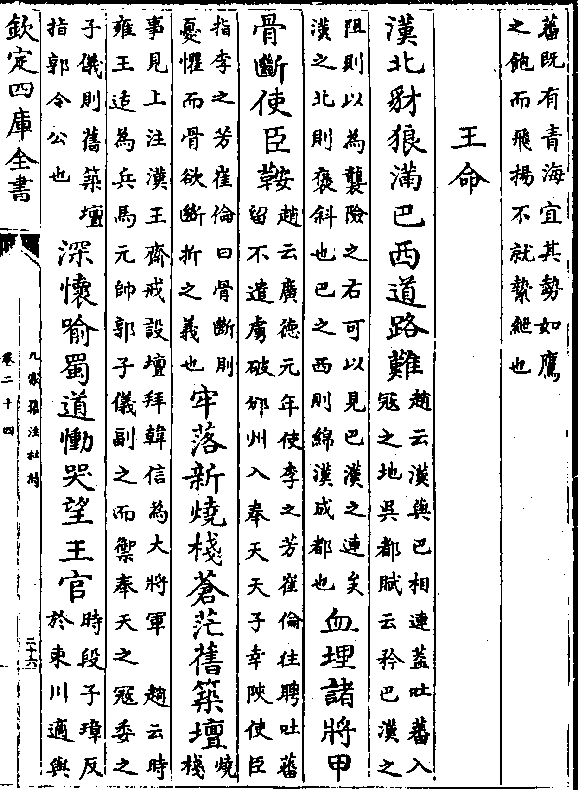 蕃既有青海宜其勢如鷹
之飽而飛揚不就縶紲也
王命
漢北豺狼滿巴西道路難
趙云漢與巴相連蓋吐蕃入
寇之地吳都賦云矜巴漢之
阻則以為襲險之右可以見巴漢之連矣
漢之北則褒斜也巴之西則綿漢成都也
血埋諸將甲
骨斷使臣鞍
趙云廣德元年使李之芳崔倫往聘吐蕃
留不遣虜破邠州入奉天天子幸陜使臣
指李之芳崔倫曰骨斷則
憂懼而骨欲斷折之義也
牢落新燒棧蒼茫舊築壇
燒
棧
事見上注漢王齋戒設壇拜韓信為大將軍 趙云時
雍王适為兵馬元帥郭子儀副之而禦奉天之寇委之
子儀則舊築壇
指郭令公也
深懷喻蜀道慟哭望王官
時段子璋反
於東川適與
欽定四庫全書
九家集注杜詩
卷二十四
二十六